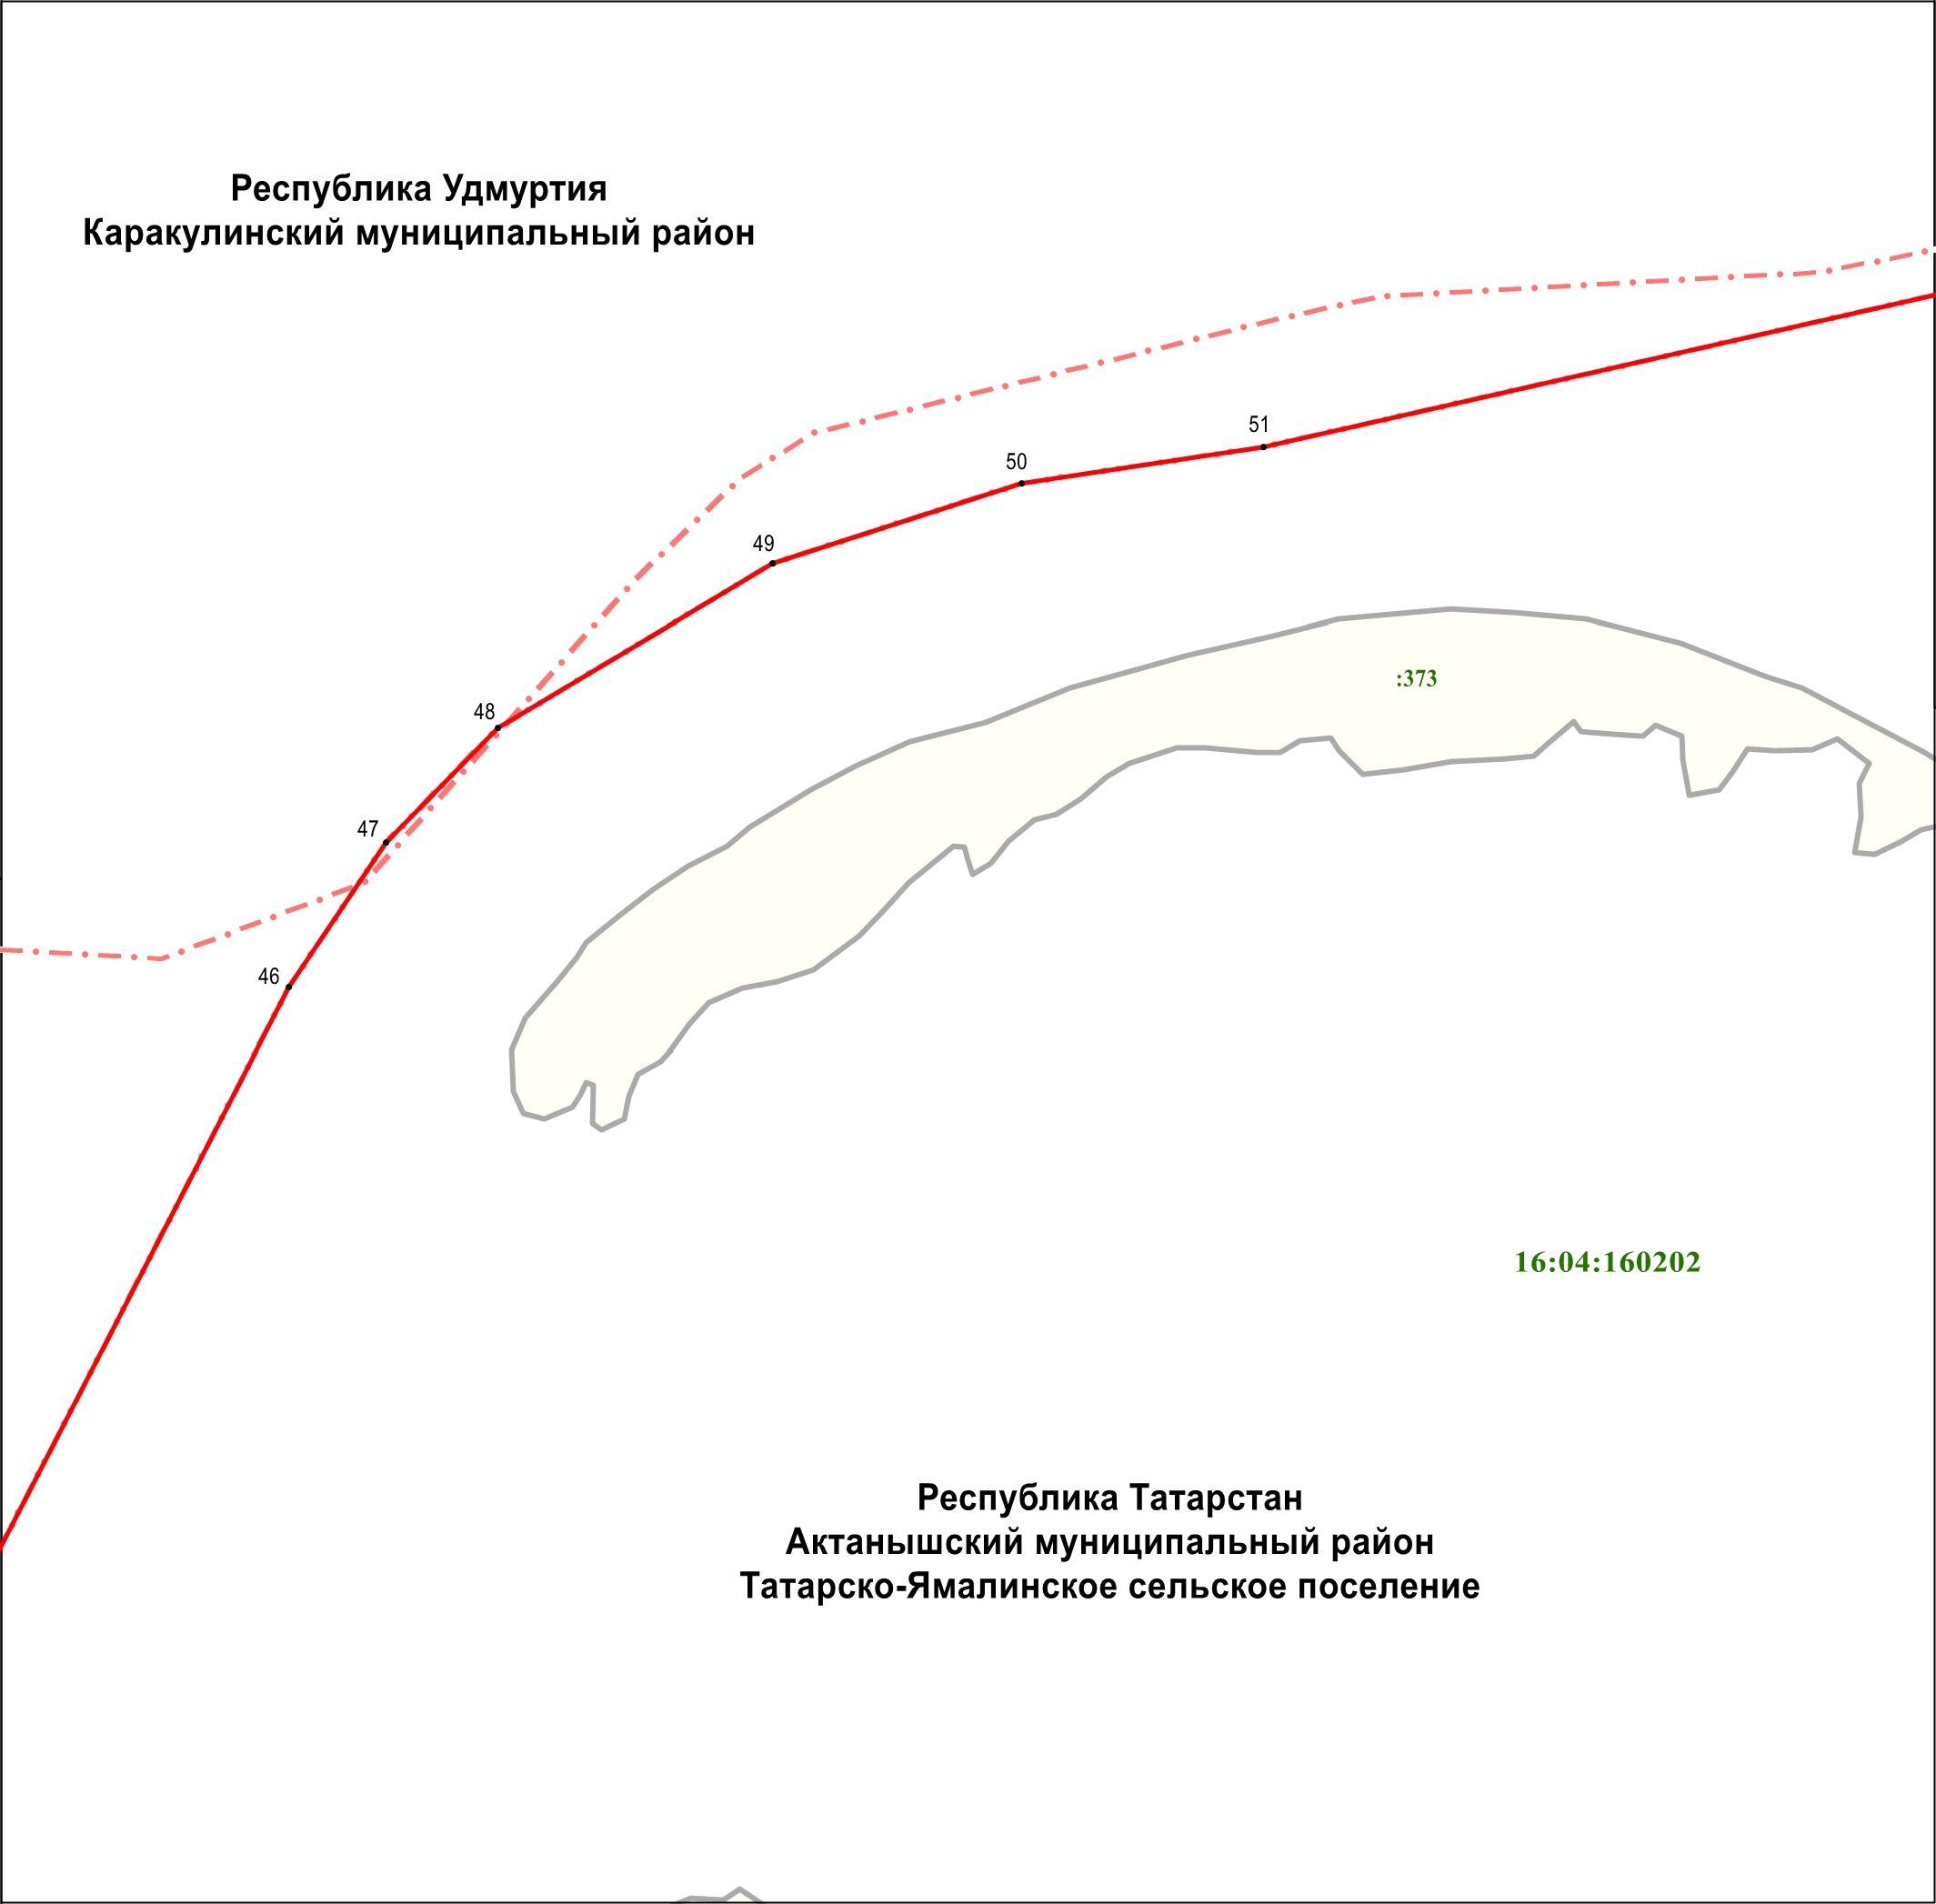 Республика Удмуртия
Каракулинский муниципальный район
51
50
49
:373
48
47
46
16:04:160202
Республика Татарстан
Актанышский муниципальный район
Татарско-Ямалинское сельское поселение